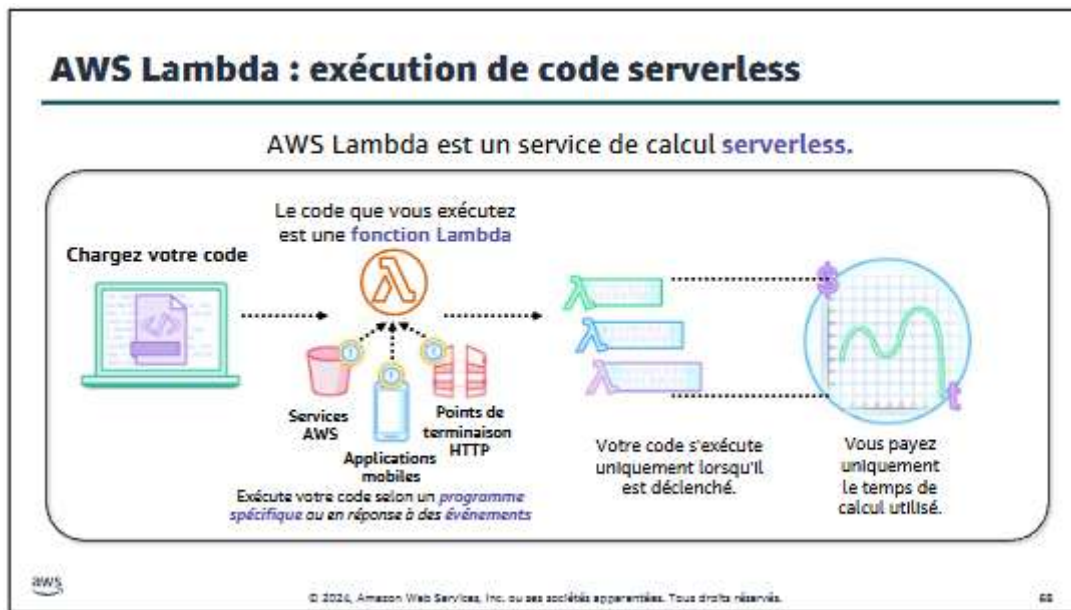 AWS Lambda : exécution de code serverless
AWS Lambda est un service de calcul serverless.
Chargez votre code
Le code que vous exécutez
est une fonction Lambda
Services
AWS
Applications
mobiles
Points de
terminaison
HTTP
Exécute votre code selon un programme
spécifique ou en réponse à des événements
Votre code s'exécute
uniquement lorsqu'il
est déclenché.
$
t
Vous payez
uniquement
le temps de
calcul utilisé.
aws
© 2024, Amazon Web Services, Inc. ou ses sociétés apparentées. Tous droits réservés.